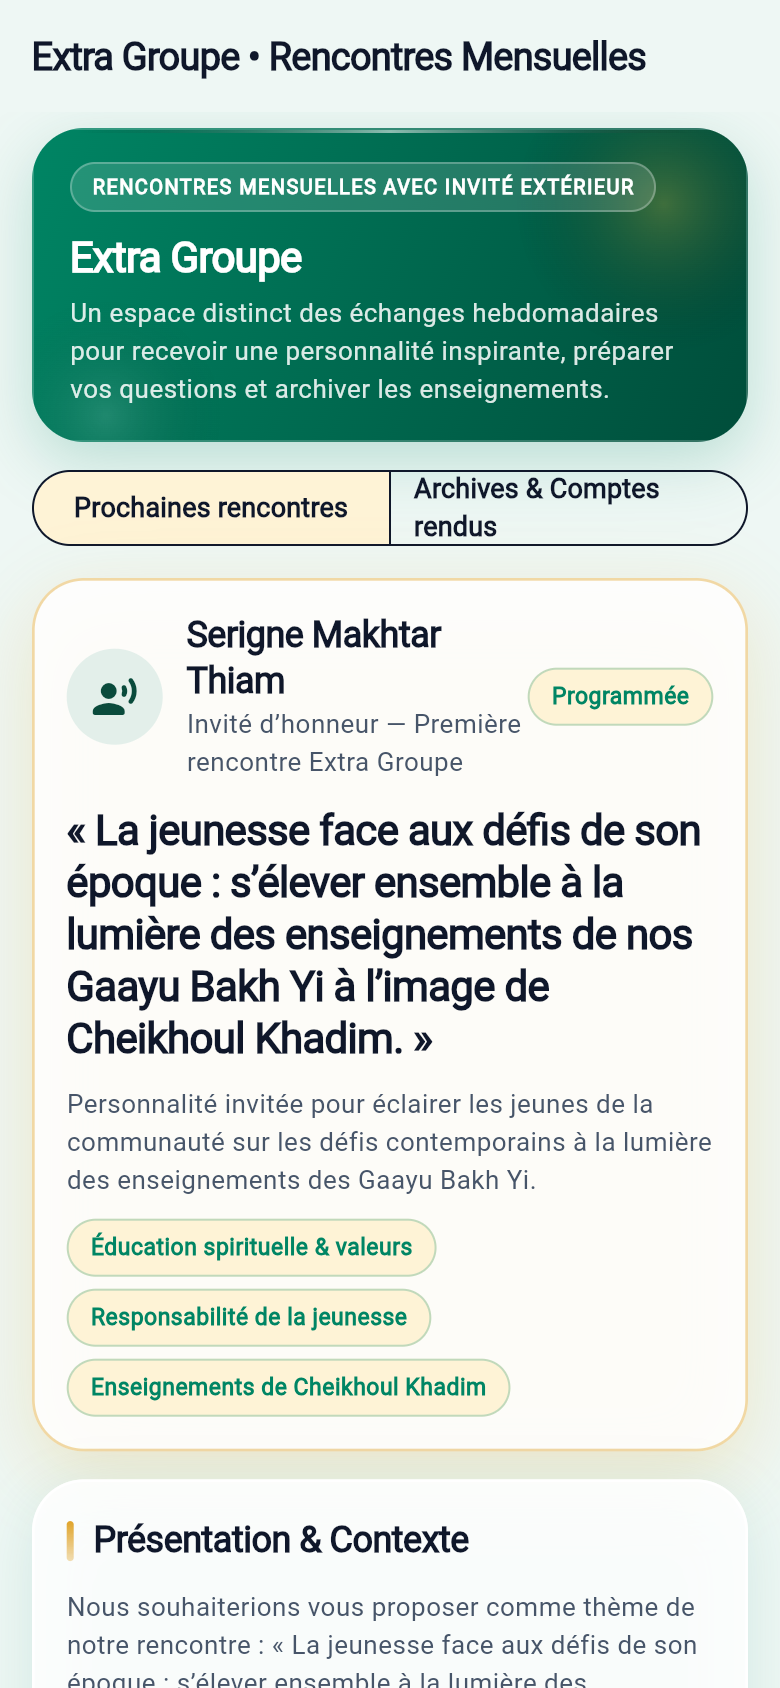 Extra Groupe • Rencontres Mensuelles
RENCONTRES MENSUELLES AVEC INVITÉ EXTÉRIEUR
Extra Groupe
Un espace distinct des échanges hebdomadaires
pour recevoir une personnalité inspirante, préparer
vos questions et archiver les enseignements.
Prochaines rencontres
Archives & Comptes
rendus
Serigne Makhtar
Thiam
Invité d’honneur — Première
rencontre Extra Groupe
Programmée
« La jeunesse face aux défis de son
époque : s’élever ensemble à la
lumière des enseignements de nos
Gaayu Bakh Yi à l’image de
Cheikhoul Khadim. »
Personnalité invitée pour éclairer les jeunes de la
communauté sur les défis contemporains à la lumière
des enseignements des Gaayu Bakh Yi.
Éducation spirituelle & valeurs
Responsabilité de la jeunesse
Enseignements de Cheikhoul Khadim
Présentation & Contexte
Nous souhaiterions vous proposer comme thème de
notre rencontre : « La jeunesse face aux défis de son
époque : s’élever ensemble à la lumière des